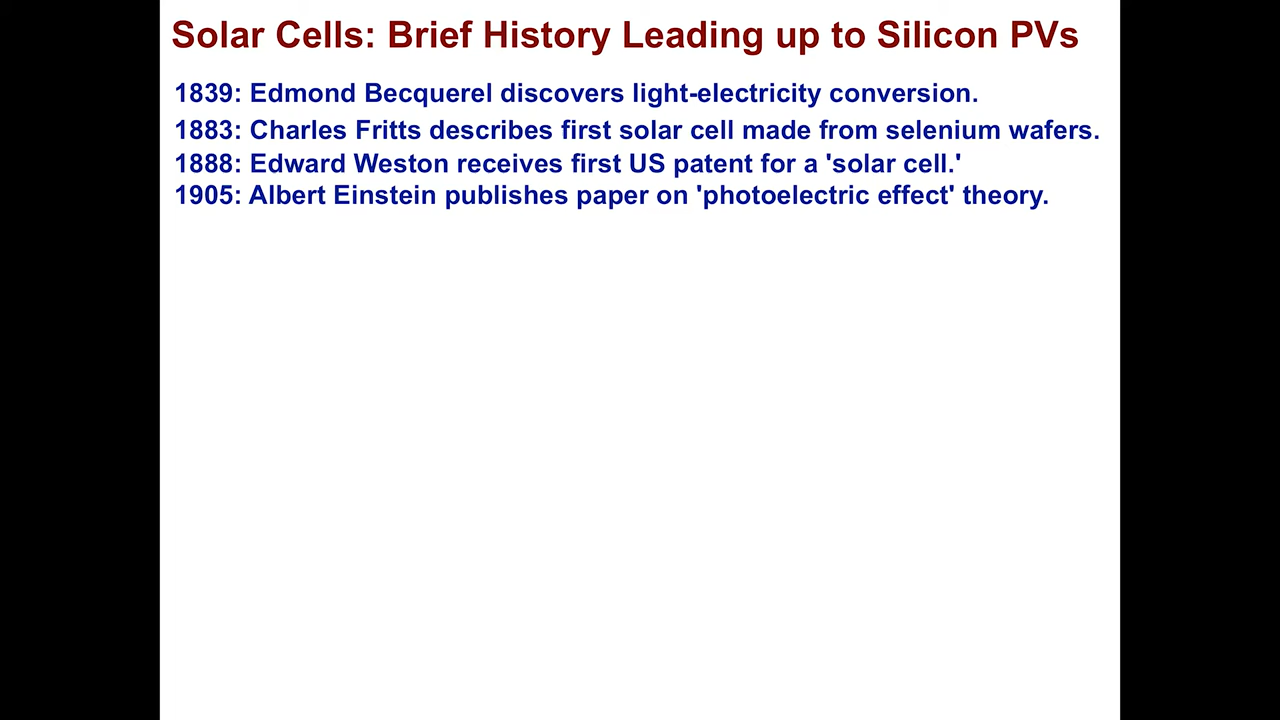 Solar Cells: Brief History Leading up to Silicon PVs
1839: Edmond Becquerel discovers light-electricity conversion.
1883: Charles Fritts describes first solar cell made from selenium wafers.
1888: Edward Weston receives first US patent for a 'solar cell.'
1905: Albert Einstein publishes paper on 'photoelectric effect' theory.